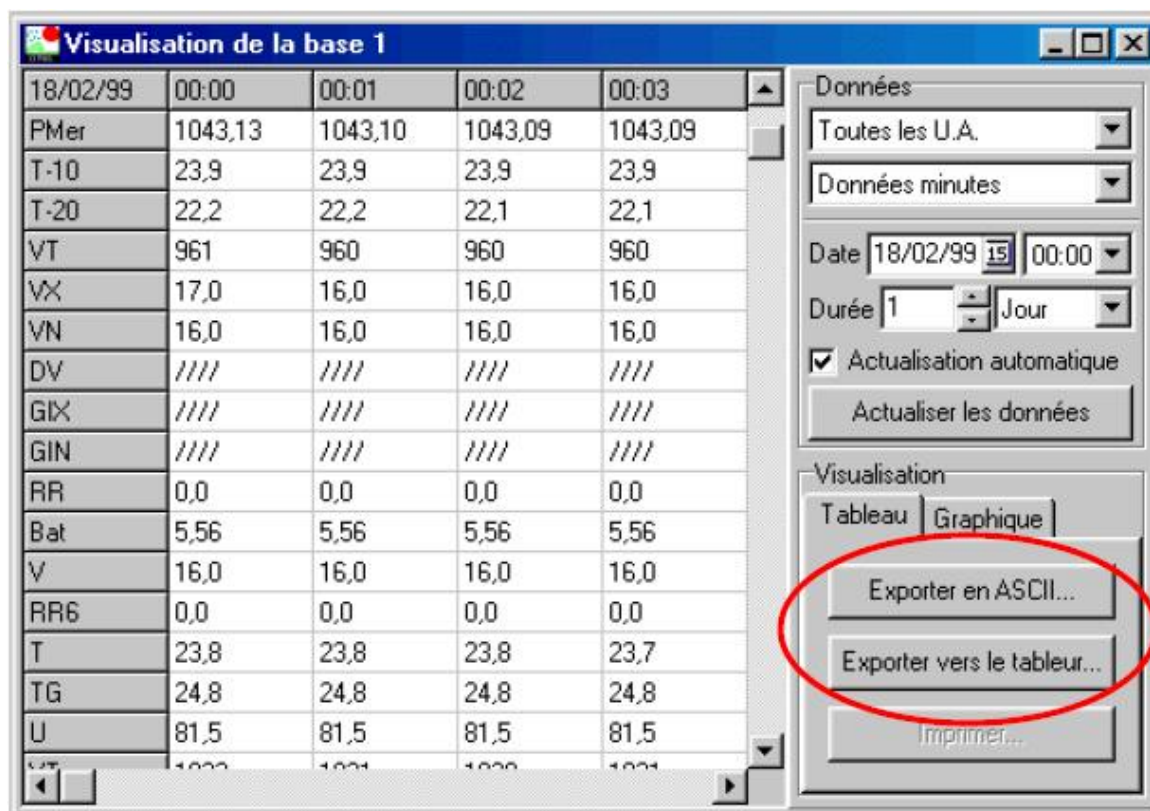 Visualisation de la base 1
18/02/99 00:00 00:01 00:02 00:03
PMer 1043,13 1043,10 1043,09 1043,09
T-10 23,9 23,9 23,9 23,9
T-20 22,2 22,2 22,1 22,1
VT 961 960 960 960
VX 17,0 16,0 16,0 16,0
VN 16,0 16,0 16,0 16,0
DV //// //// //// ////
GIX //// //// //// ////
GIN //// //// //// ////
RR 0,0 0,0 0,0 0,0
Bat 5,56 5,56 5,56 5,56
V 16,0 16,0 16,0 16,0
RR6 0,0 0,0 0,0 0,0
T 23,8 23,8 23,8 23,7
TG 24,8 24,8 24,8 24,8
U 81,5 81,5 81,5 81,5
Données
Toutes les U.A.
Données minutes
Date 18/02/99 15 00:00
Durée 1 Jour
Actualisation automatique
Actualiser les données
Visualisation
Tableau Graphique
Exporter en ASCII...
Exporter vers le tableur...
Imprimer...